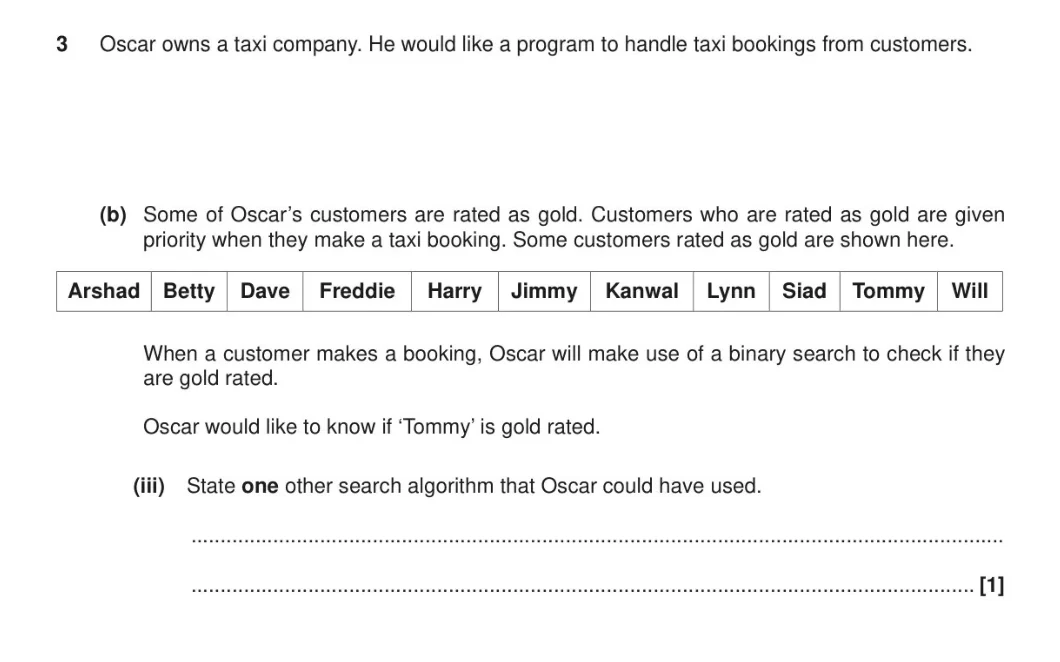 3 Oscar owns a taxi company. He would like a program to handle taxi bookings from customers.
(b) Some of Oscar’s customers are rated as gold. Customers who are rated as gold are given
priority when they make a taxi booking. Some customers rated as gold are shown here.
Arshad Betty Dave Freddie Harry Jimmy Kanwal Lynn Siad Tommy Will
When a customer makes a booking, Oscar will make use of a binary search to check if they
are gold rated.
Oscar would like to know if ‘Tommy’ is gold rated.
(iii) State one other search algorithm that Oscar could have used.
[1]